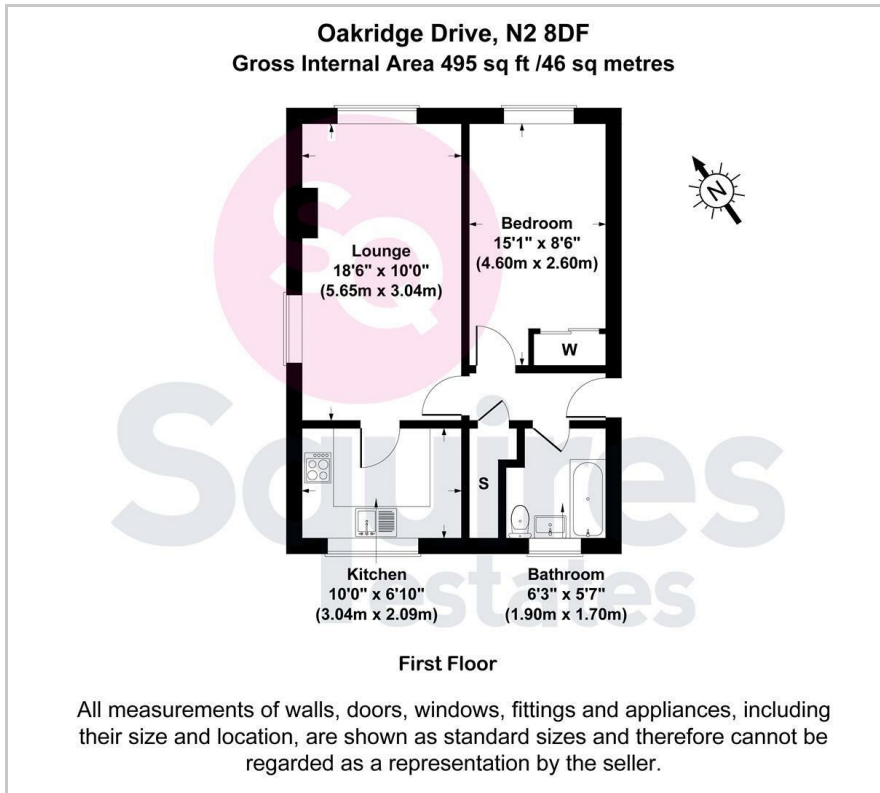 Oakridge Drive, N2 8DF
Gross Internal Area 495 sq ft /46 sq metres
N
SQ
Lounge
18'6" x 10'0"
(5.65m x 3.04m)
Bedroom
15'1" x 8'6"
(4.60m x 2.60m)
W
S
Squires
estates
Kitchen
10'0" x 6'10"
(3.04m x 2.09m)
Bathroom
6'3" x 5'7"
(1.90m x 1.70m)
First Floor
All measurements of walls, doors, windows, fittings and appliances, including
their size and location, are shown as standard sizes and therefore cannot be
regarded as a representation by the seller.